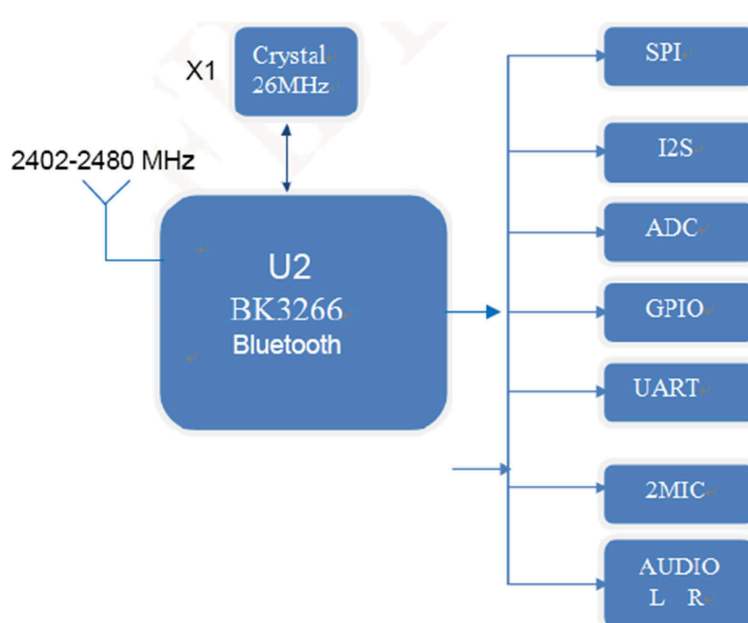 X1
Crystal
26MHz
2402-2480 MHz
U2
BK3266
Bluetooth
SPI
I2S
ADC
GPIO
UART
2MIC
AUDIO
L R